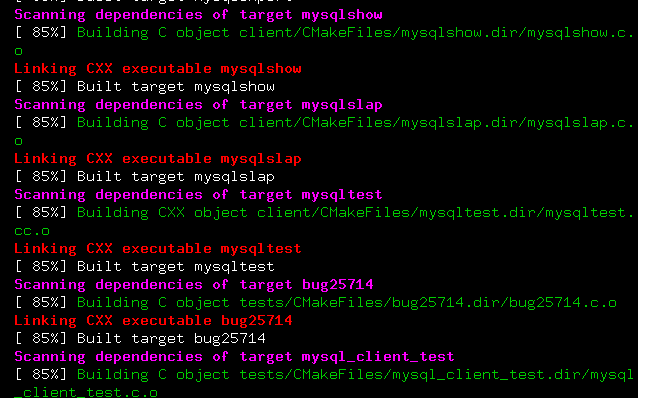 Scanning dependencies of target mysqlshow
[ 85%] Building C object client/CMakeFiles/mysqlshow.dir/mysqlshow.c.
o
Linking CXX executable mysqlshow
[ 85%] Built target mysqlshow
Scanning dependencies of target mysqlslap
[ 85%] Building C object client/CMakeFiles/mysqlslap.dir/mysqlslap.c.
o
Linking CXX executable mysqlslap
[ 85%] Built target mysqlslap
Scanning dependencies of target mysqltest
[ 85%] Building CXX object client/CMakeFiles/mysqltest.dir/mysqltest.
cc.o
Linking CXX executable mysqltest
[ 85%] Built target mysqltest
Scanning dependencies of target bug25714
[ 85%] Building C object tests/CMakeFiles/bug25714.dir/bug25714.c.o
Linking CXX executable bug25714
[ 85%] Built target bug25714
Scanning dependencies of target mysql_client_test
[ 85%] Building C object tests/CMakeFiles/mysql_client_test.dir/mysql
_client_test.c.o